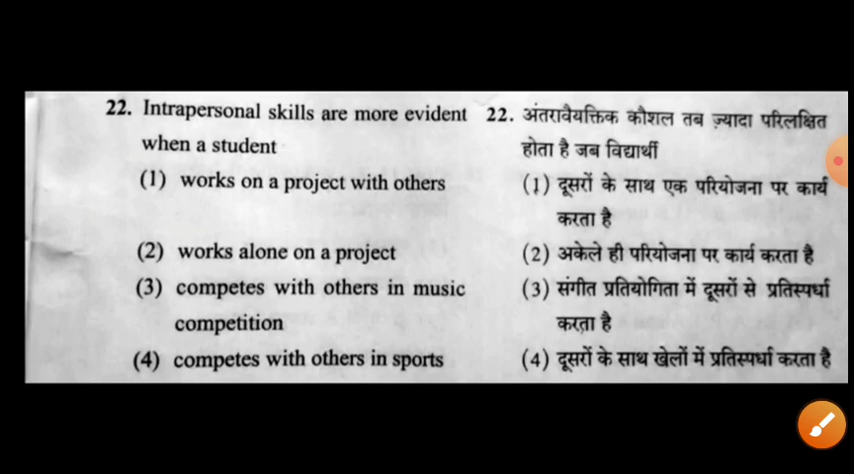 22. Intrapersonal skills are more evident
when a student
(1) works on a project with others
(2) works alone on a project
(3) competes with others in music
competition
(4) competes with others in sports
22. अंतरावैयक्तिक कौशल तब ज़्यादा परिलक्षित
होता है जब विद्यार्थी
(1) दूसरों के साथ एक परियोजना पर कार्य
करता है
(2) अकेले ही परियोजना पर कार्य करता है
(3) संगीत प्रतियोगिता में दूसरों से प्रतिस्पर्धा
करता है
(4) दूसरों के साथ खेलों में प्रतिस्पर्धा करता है